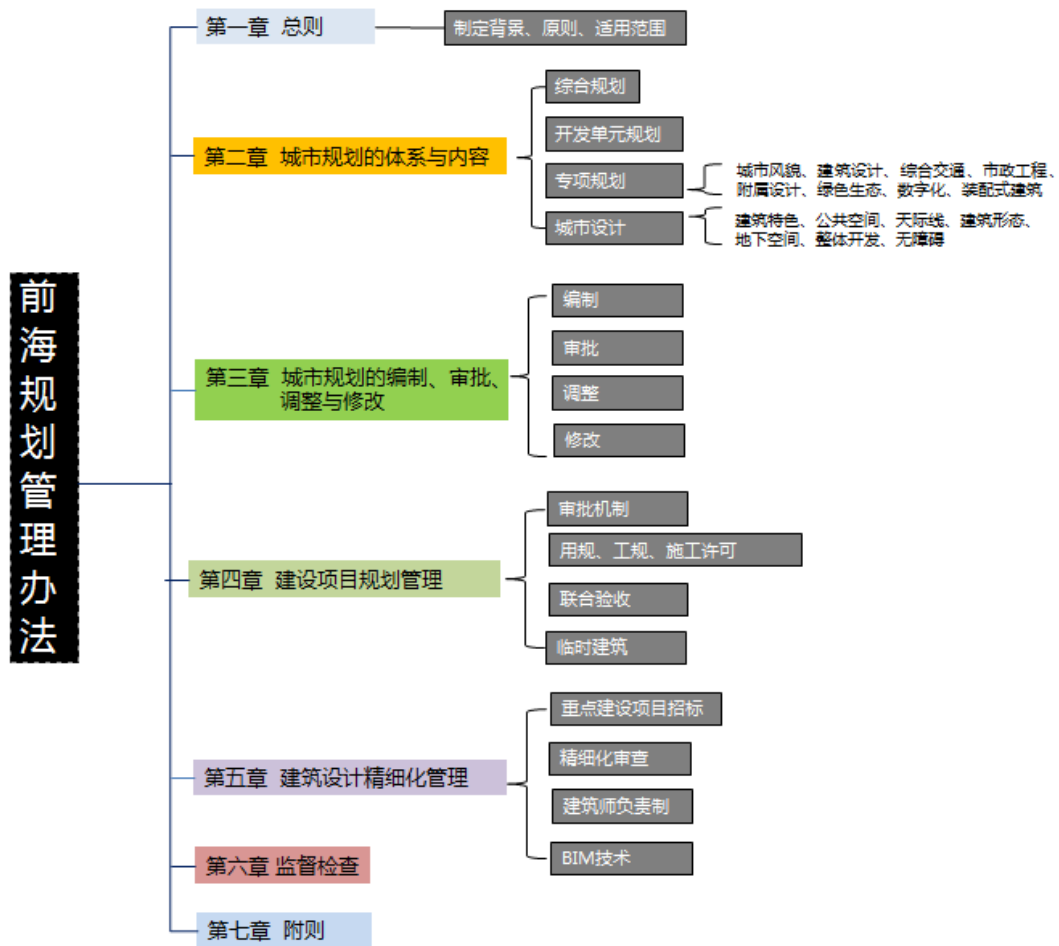 前海规划管理办法
第一章 总则
制定背景、原则、适用范围
第二章 城市规划的体系与内容
综合规划
开发单元规划
专项规划
城市风貌、建筑设计、综合交通、市政工程、
附属设计、绿色生态、数字化、装配式建筑
城市设计
建筑特色、公共空间、天际线、建筑形态、
地下空间、整体开发、无障碍
第三章 城市规划的编制、审批、
调整与修改
编制
审批
调整
修改
第四章 建设项目规划管理
审批机制
用规、工规、施工许可
联合验收
临时建筑
第五章 建筑设计精细化管理
重点建设项目招标
精细化审查
建筑师负责制
BIM技术
第六章 监督检查
第七章 附则